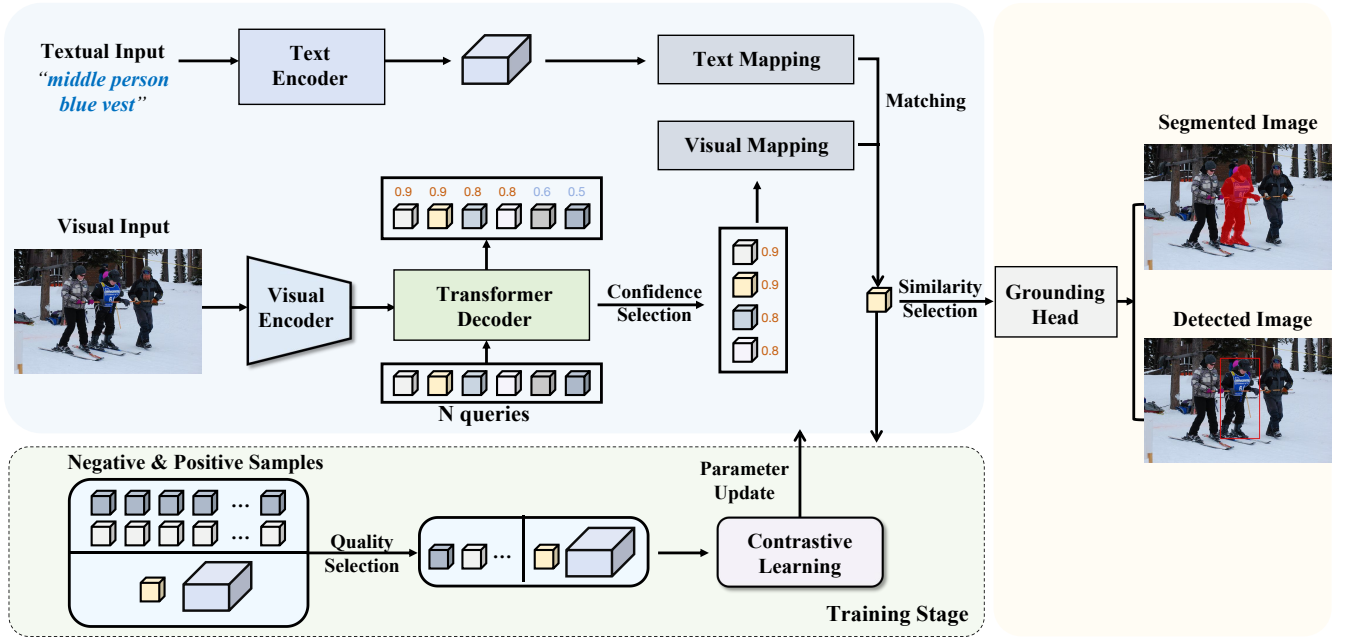 Textual Input
“middle person
blue vest”
Text
Encoder
Text Mapping
Matching
Visual Mapping
Segmented Image
0.9 0.9 0.8 0.8 0.6 0.5
Visual Input
Visual
Encoder
Transformer
Decoder
Confidence
Selection
0.9
0.9
0.8
0.8
N queries
Similarity
Selection
Grounding
Head
Detected Image
Negative & Positive Samples
...
...
Quality
Selection
...
Parameter
Update
Contrastive
Learning
Training Stage